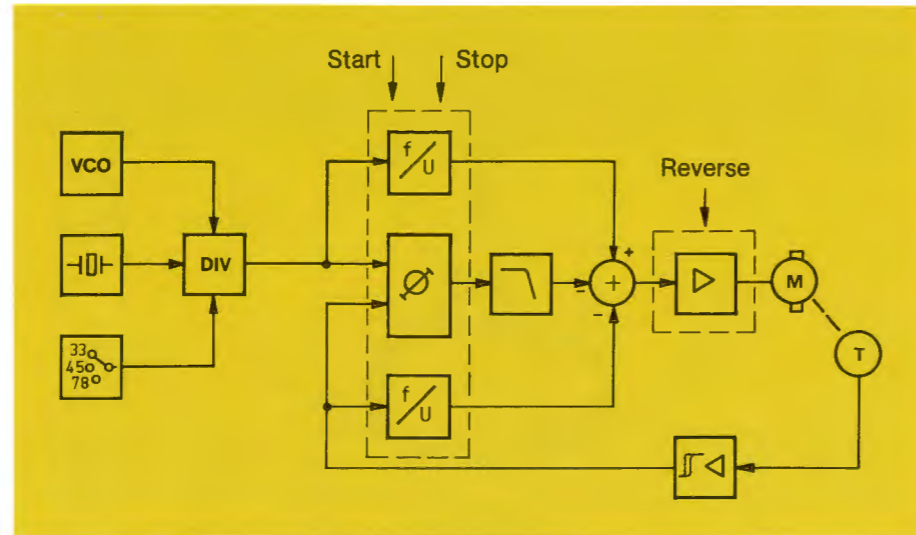 Start Stop
f/U
VCO
Reverse
DIV
M
33
45
78
T
f/U